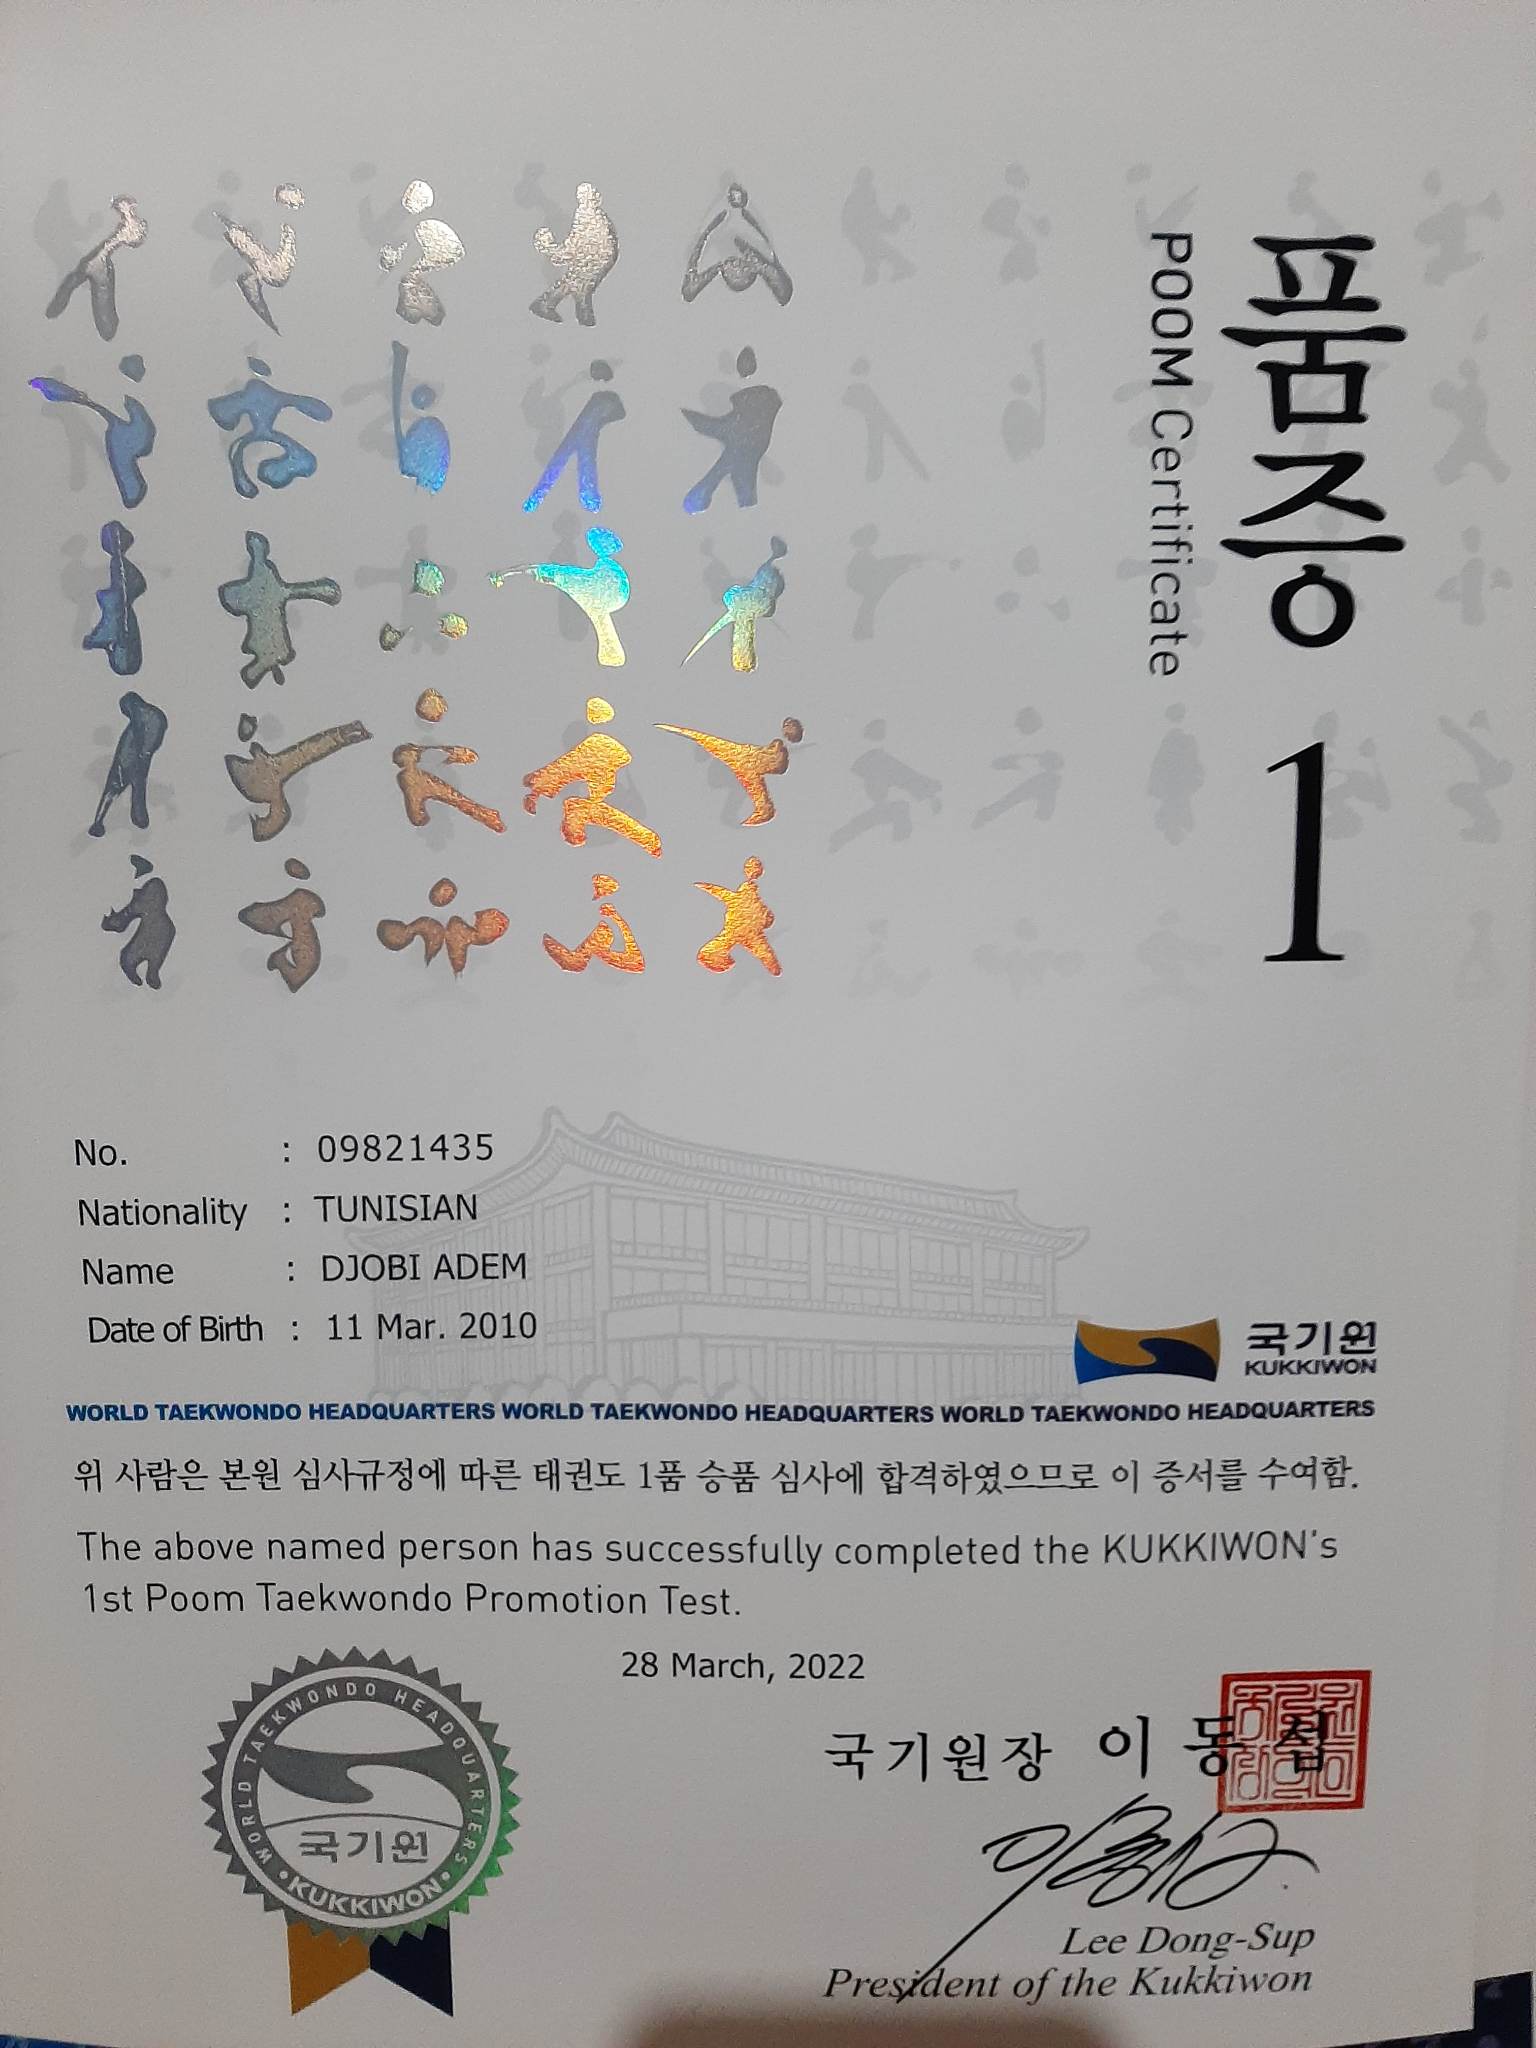 품증 1
POOM Certificate
No. : 09821435
Nationality : TUNISIAN
Name : DJOBI ADEM
Date of Birth : 11 Mar. 2010
국기원
KUKKIWON
WORLD TAEKWONDO HEADQUARTERS WORLD TAEKWONDO HEADQUARTERS WORLD TAEKWONDO HEADQUARTERS
위 사람은 본원 심사규정에 따른 태권도 1품 승품 심사에 합격하였으므로 이 증서를 수여함.
The above named person has successfully completed the KUKKIWON's
1st Poom Taekwondo Promotion Test.
28 March, 2022
WORLD TAEKWONDO HEADQUARTERS
국기원
• KUKKIWON •
국기원장 이동섭
Lee Dong-Sup
President of the Kukkiwon